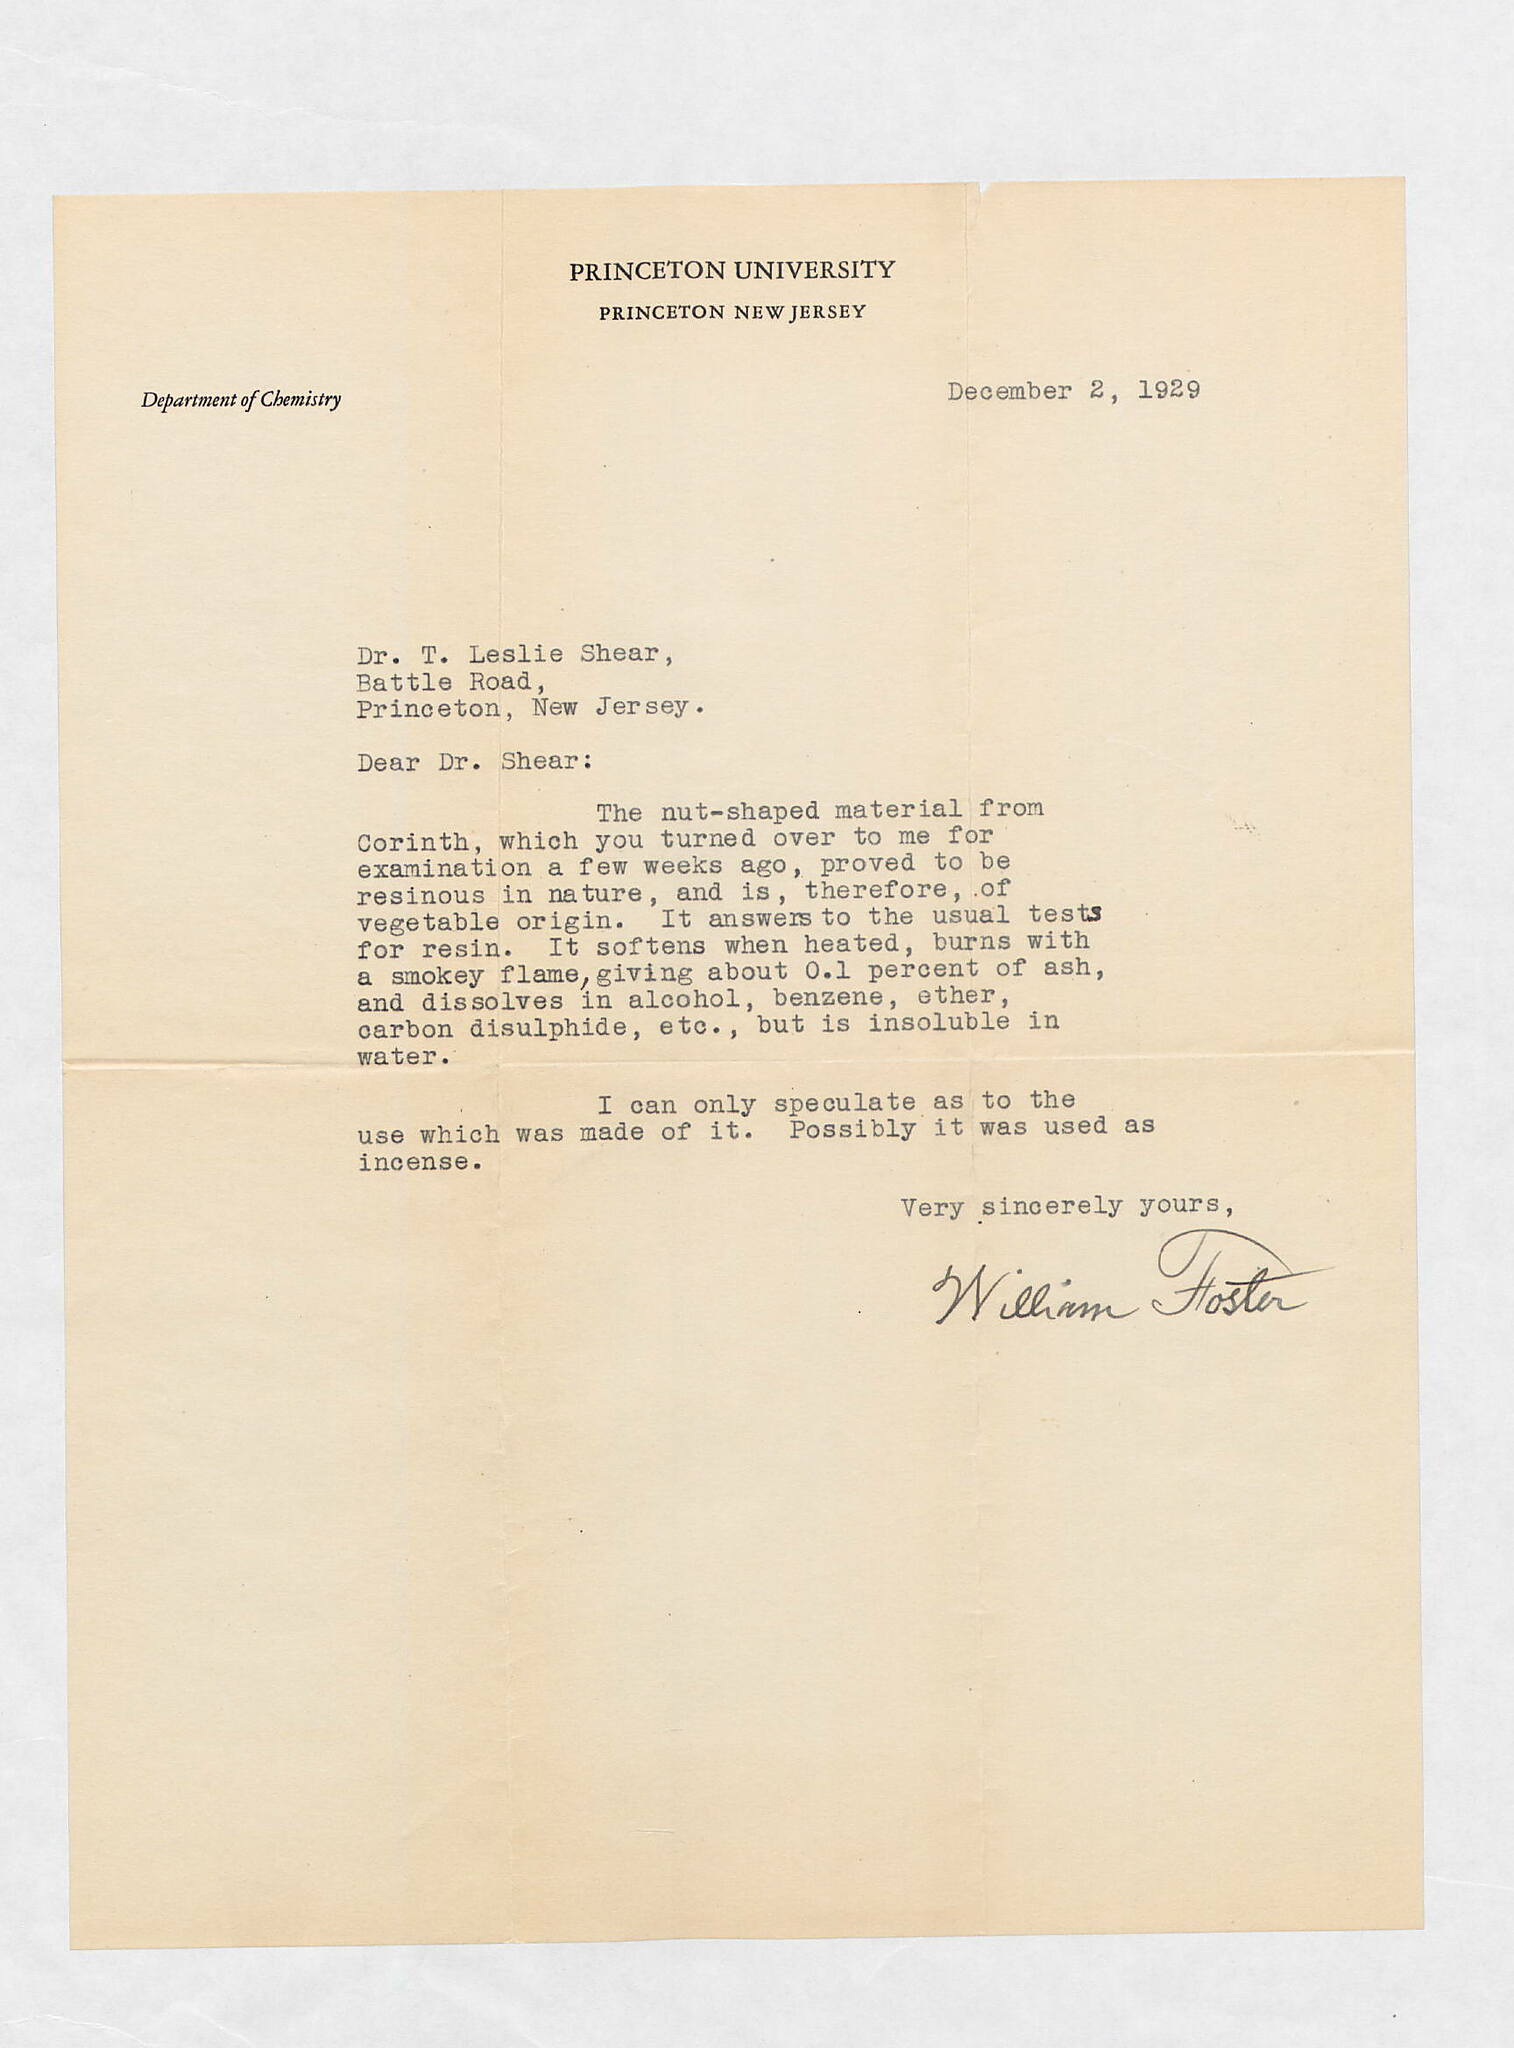 PRINCETON UNIVERSITY
PRINCETON NEW JERSEY
Department of Chemistry
December 2, 1929
Dr. T. Leslie Shear,
Battle Road,
Princeton, New Jersey.
Dear Dr. Shear:
The nut-shaped material from
Corinth, which you turned over to me for
examination a few weeks ago, proved to be
resinous in nature, and is, therefore, of
vegetable origin. It answers to the usual tests
for resin. It softens when heated, burns with
a smokey flame, giving about 0.1 percent of ash,
and dissolves in alcohol, benzene, ether,
carbon disulphide, etc., but is insoluble in
water.
I can only speculate as to the
use which was made of it. Possibly it was used as
incense.
Very sincerely yours,
William Foster